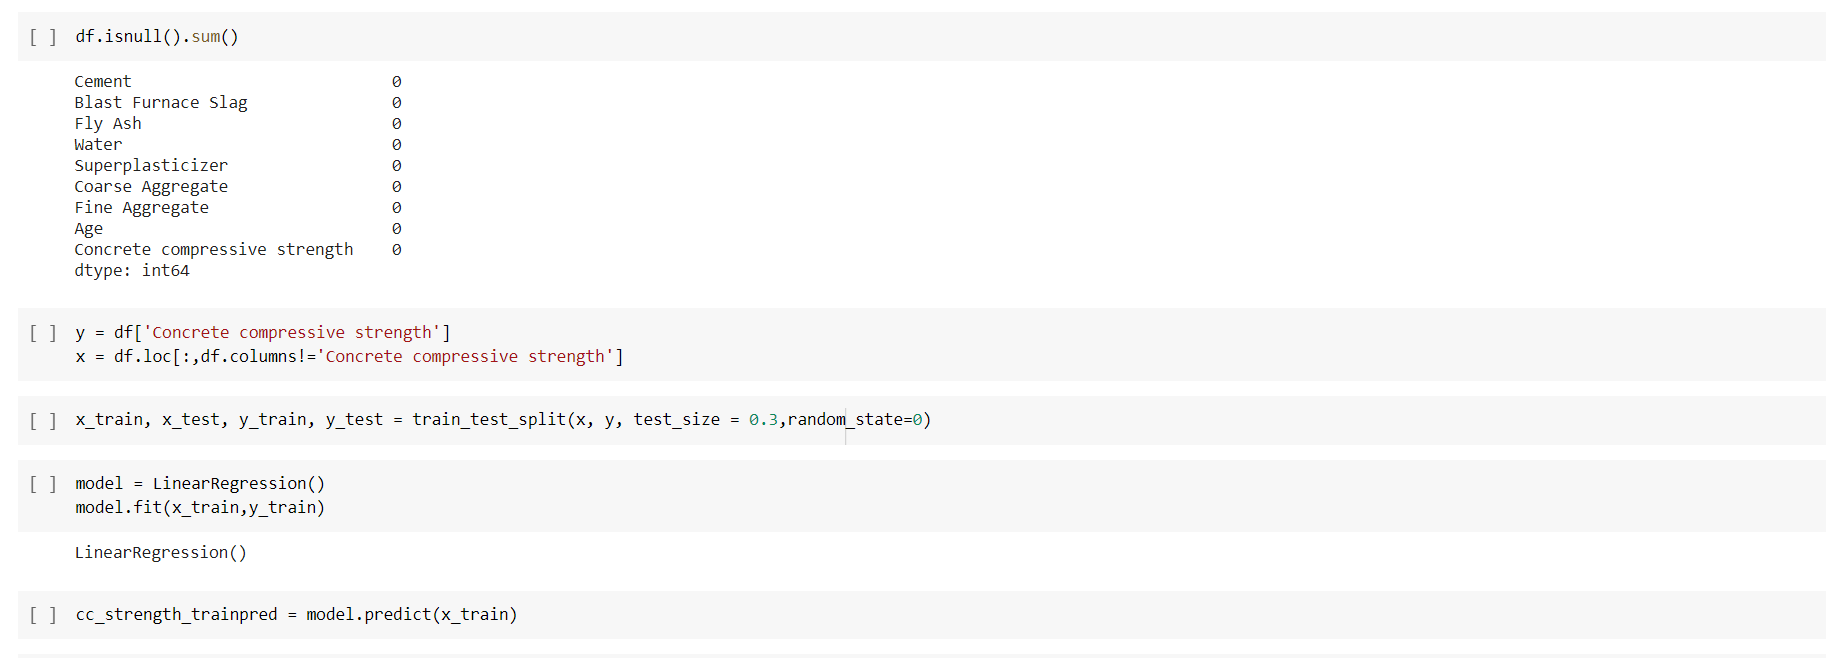 [ ] df.isnull().sum()
Cement 0
Blast Furnace Slag 0
Fly Ash 0
Water 0
Superplasticizer 0
Coarse Aggregate 0
Fine Aggregate 0
Age 0
Concrete compressive strength 0
dtype: int64
[ ] y = df['Concrete compressive strength']
x = df.loc[:,df.columns!='Concrete compressive strength']
[ ] x_train, x_test, y_train, y_test = train_test_split(x, y, test_size = 0.3,random_state=0)
[ ] model = LinearRegression()
model.fit(x_train,y_train)
LinearRegression()
[ ] cc_strength_trainpred = model.predict(x_train)